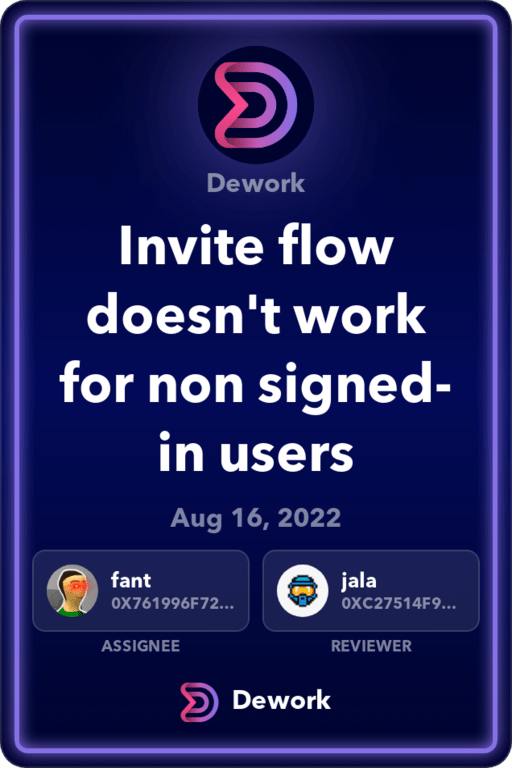 Dework
Invite flow
doesn't work
for non signed-
in users
Aug 16, 2022
fant
0X761996F72...
jala
0XC27514F9...
ASSIGNEE
REVIEWER
Dework